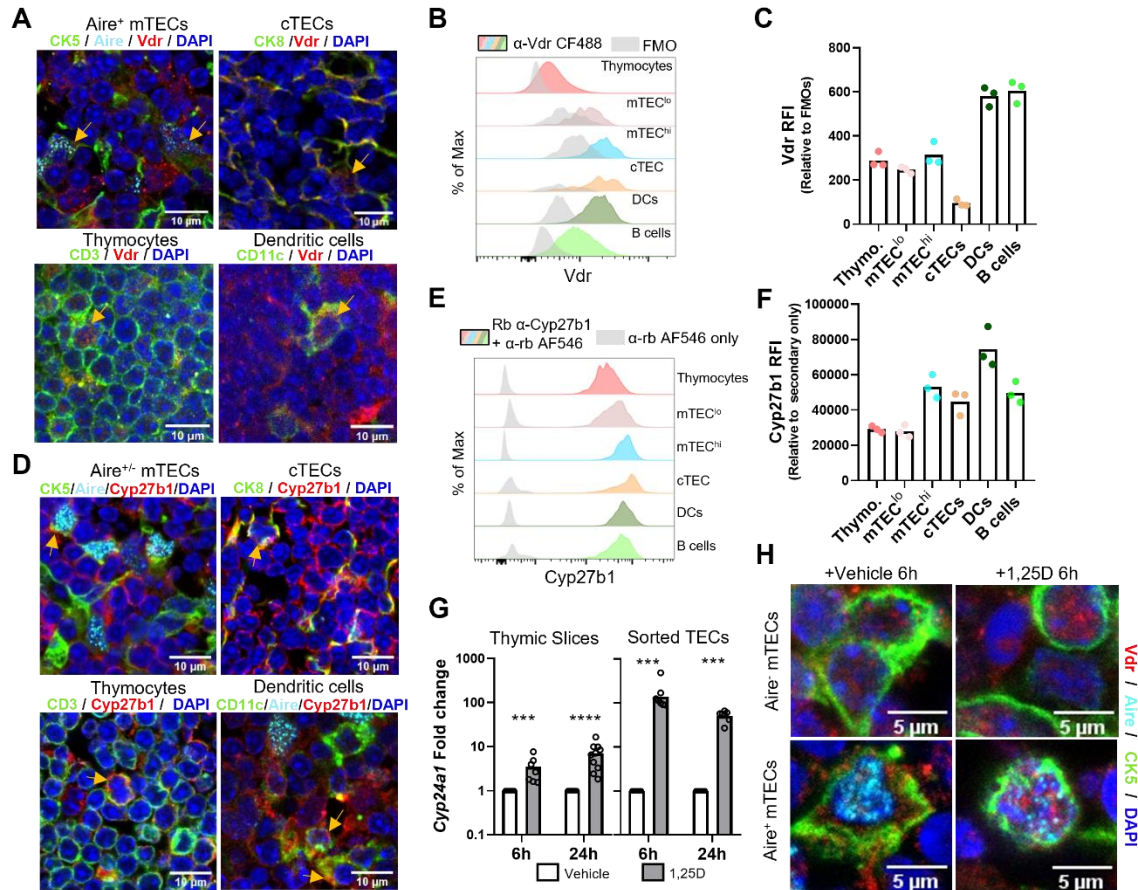 A
Aire+ mTECs
CK5 / Aire / Vdr / DAPI
10 µm
cTECs
CK8 /Vdr / DAPI
10 µm
Thymocytes
CD3 / Vdr / DAPI
10 µm
Dendritic cells
CD11c / Vdr / DAPI
10 µm
B
α-Vdr CF488
FMO
Thymocytes
mTEClo
mTEChi
cTEC
DCs
B cells
% of Max
Vdr
C
Vdr RFI
(Relative to FMOs)
800
600
400
200
0
Thymo.
mTEClo
mTEChi
cTECs
DCs
B cells
D
Aire+/- mTECs
CK5/Aire/Cyp27b1/DAPI
10 µm
cTECs
CK8 / Cyp27b1 / DAPI
10 µm
Thymocytes
CD3 / Cyp27b1 / DAPI
10 µm
Dendritic cells
CD11c/Aire/Cyp27b1/DAPI
10 µm
E
Rb α-Cyp27b1
+ α-rb AF546
α-rb AF546 only
Thymocytes
mTEClo
mTEChi
cTEC
DCs
B cells
% of Max
Cyp27b1
F
Cyp27b1 RFI
(Relative to secondary only)
100000
80000
60000
40000
20000
0
Thymo.
mTEClo
mTEChi
cTECs
DCs
B cells
G
Thymic Slices
Sorted TECs
Cyp24a1 Fold change
1000
100
10
1
0.1
***
****
***
***
6h
24h
6h
24h
Vehicle
1,25D
H
+Vehicle 6h
+1,25D 6h
Aire- mTECs
5 µm
5 µm
Aire+ mTECs
5 µm
5 µm
Vdr / Aire / CK5 / DAPI